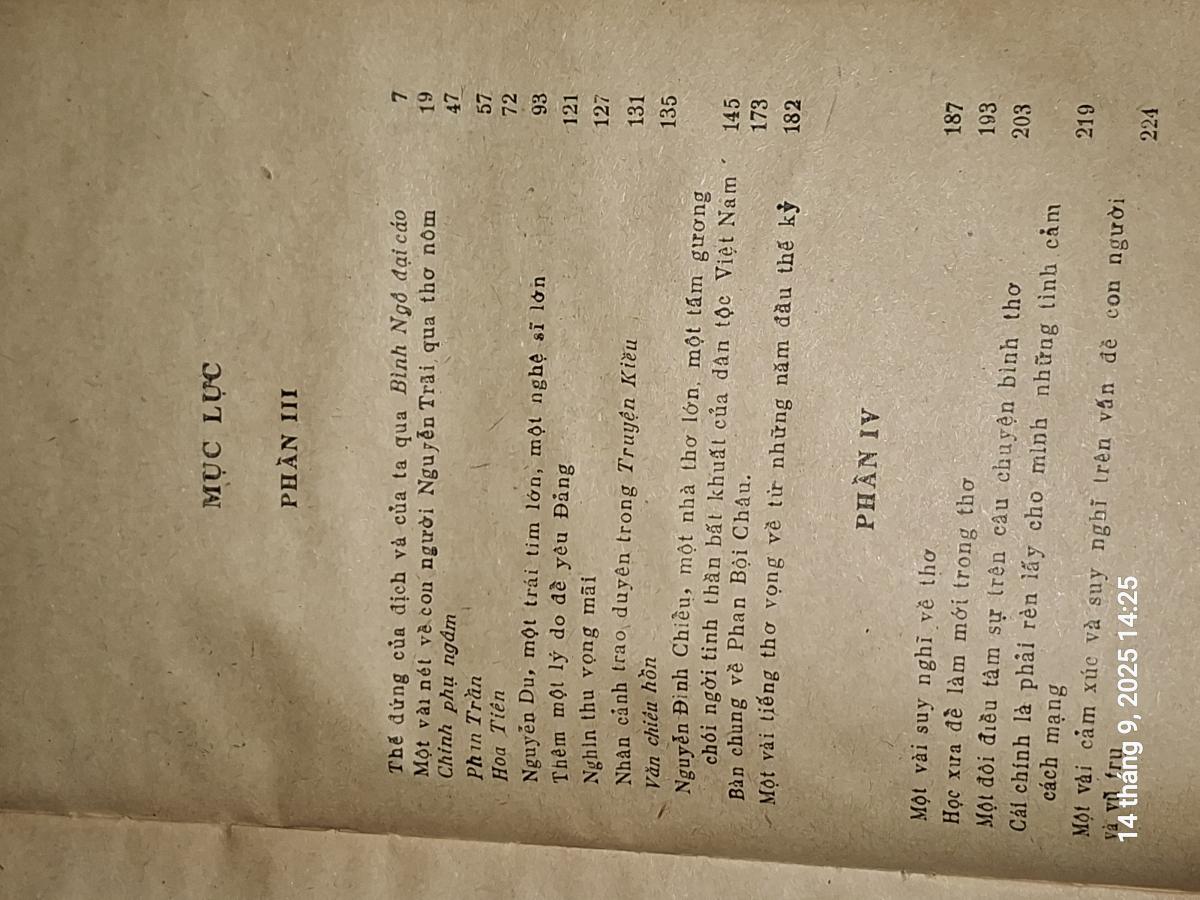 MỤC LỤC
PHẦN III
Thế đứng của địch và của ta qua Bình Ngô đại cáo 7
Một vài nét về con người Nguyễn Trãi qua thơ nôm 19
Chinh phụ ngâm 47
Phan Trần 57
Hoa Tiên 72
Nguyễn Du, một trái tim lớn, một nghệ sĩ lớn 93
Thêm một lý do để yêu Đảng 121
Nghìn thu vọng mãi 127
Nhân cảnh trao duyên trong Truyện Kiều 131
Văn chiêu hồn 135
Nguyễn Đình Chiểu, một nhà thơ lớn, một tấm gương
chói ngời tinh thần bất khuất của dân tộc Việt Nam 145
Bàn chung về Phan Bội Châu. 173
Một vài tiếng thơ vọng về từ những năm đầu thế kỷ 182
PHẦN IV
Một vài suy nghĩ về thơ 187
Học xưa để làm mới trong thơ 193
Một đôi điều tâm sự trên câu chuyện bình thơ 203
Cái chính là phải rèn lấy cho mình những tình cảm
cách mạng 219
Một vài cảm xúc và suy nghĩ trên vấn đề con người
và vũ trụ 224
14 tháng 9, 2025 14:25